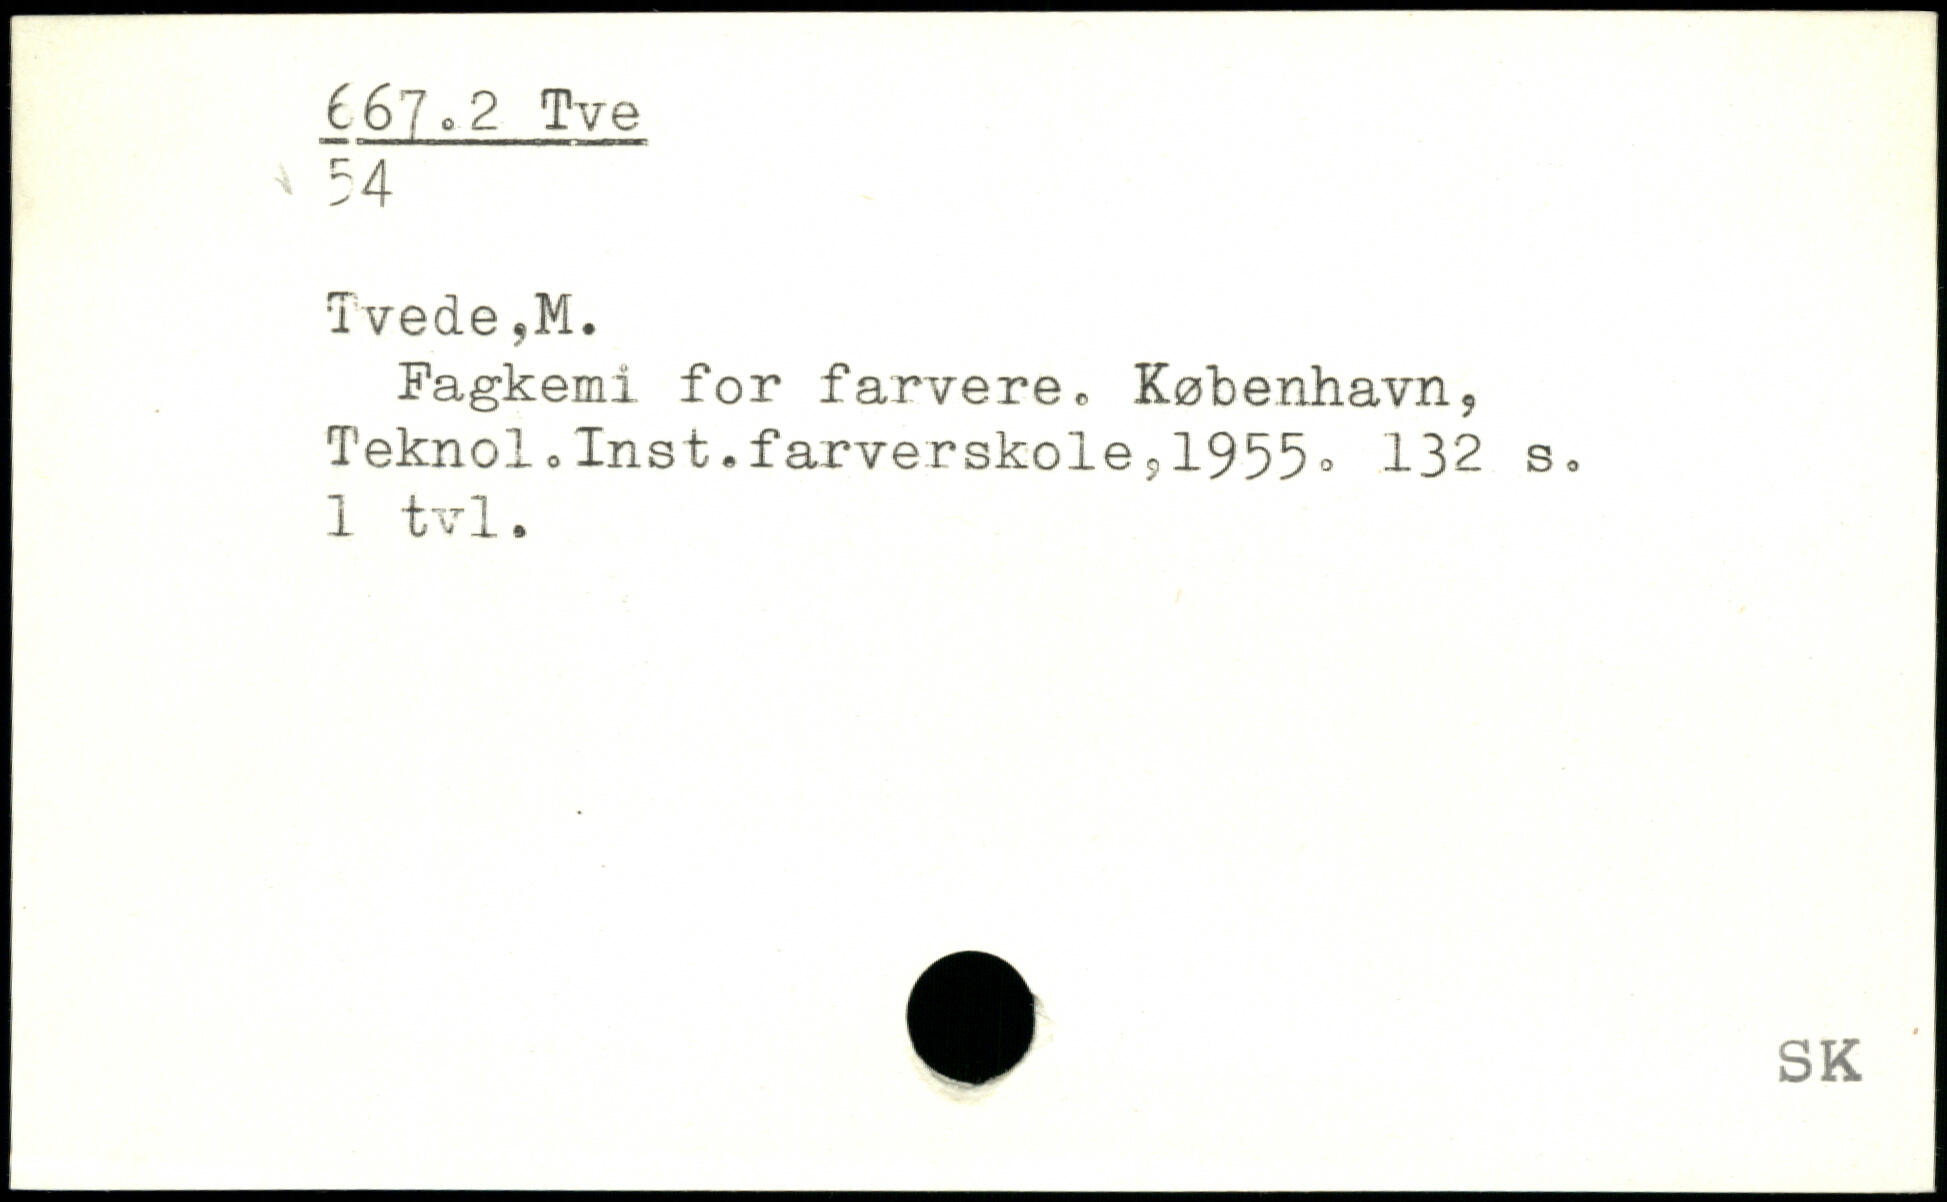 667.2 Tve
54
Tvede,M.
Fagkemi for farvere. København,
Teknol.Inst.farverskole,1955. 132 s.
1 tvl.
SK